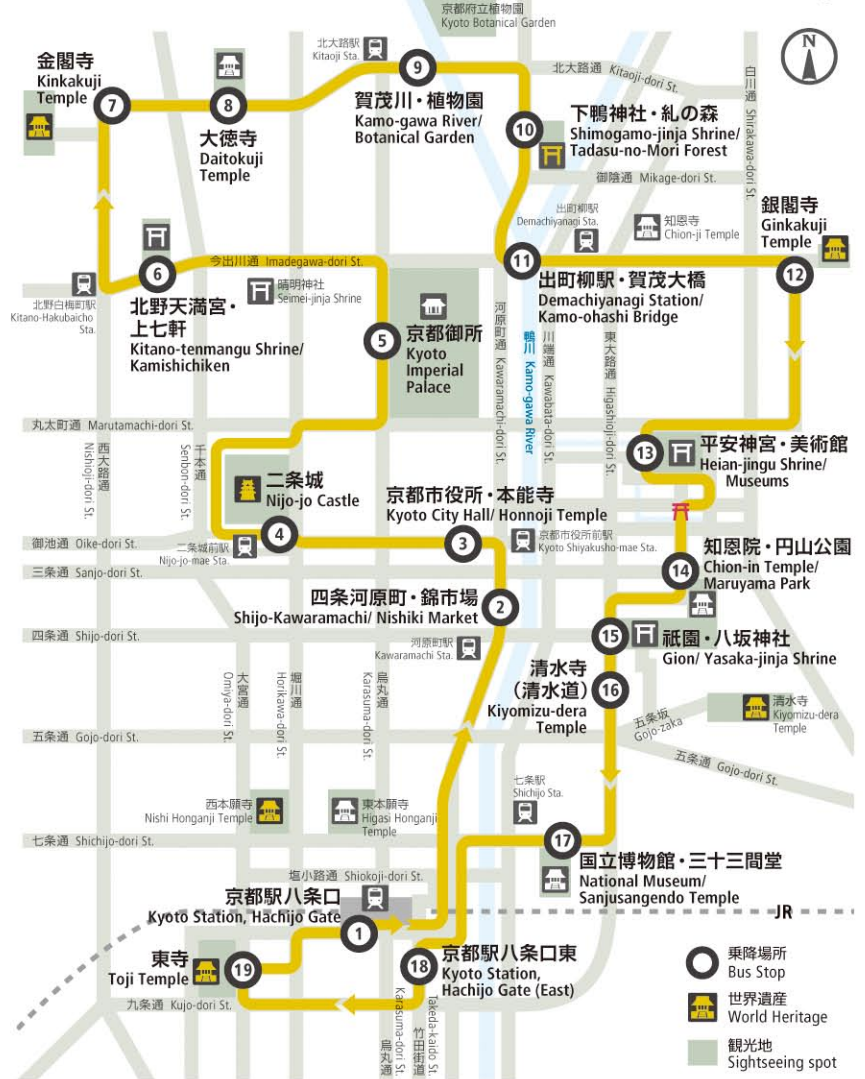 京都府立植物園
Kyoto Botanical Garden
N
金閣寺
Kinkakuji
Temple
7
北大路駅
Kitaoji Sta.
8
大徳寺
Daitokuji
Temple
9
賀茂川・植物園
Kamo-gawa River/
Botanical Garden
北大路通 Kitaoji-dori St.
白川通 Shirakawa-dori St.
10
下鴨神社・糺の森
Shimogamo-jinja Shrine/
Tadasu-no-Mori Forest
御陰通 Mikage-dori St.
出町柳駅
Demachiyanagi Sta.
知恩寺
Chion-ji Temple
銀閣寺
Ginkakuji
Temple
12
11
出町柳駅・賀茂大橋
Demachiyanagi Station/
Kamo-ohashi Bridge
6
今出川通 Imadegawa-dori St.
晴明神社
Seimei-jinja Shrine
北野白梅町駅
Kitano-Hakubaicho
Sta.
北野天満宮・
上七軒
Kitano-tenmangu Shrine/
Kamishichiken
5
京都御所
Kyoto
Imperial
Palace
河原町通 Kawaramachi-dori St.
鴨川 Kamo-gawa River
川端通 Kawabata-dori St.
東大路通 Higashioji-dori St.
丸太町通 Marutamachi-dori St.
西大路通
Nishioji-dori St.
千本通
Senbon-dori St.
二条城
Nijo-jo Castle
4
13
平安神宮・美術館
Heian-jingu Shrine/
Museums
京都市役所・本能寺
Kyoto City Hall/ Honnoji Temple
3
御池通 Oike-dori St.
二条城前駅
Nijo-jo-mae Sta.
京都市役所前駅
Kyoto Shiyakusho-mae Sta.
三条通 Sanjo-dori St.
14
知恩院・円山公園
Chion-in Temple/
Maruyama Park
四条河原町・錦市場
Shijo-Kawaramachi/ Nishiki Market
2
四条通 Shijo-dori St.
河原町駅
Kawaramachi Sta.
15
祇園・八坂神社
Gion/ Yasaka-jinja Shrine
清水寺
(清水道)
Kiyomizu-dera
Temple
16
大宮通
Omiya-dori St.
堀川通
Horikawa-dori St.
烏丸通
Karasuma-dori St.
清水寺
Kiyomizu-dera
Temple
五条坂
Gojo-zaka
五条通 Gojo-dori St.
五条通 Gojo-dori St.
七条駅
Shichijo Sta.
西本願寺
Nishi Honganji Temple
東本願寺
Higasi Honganji
Temple
七条通 Shichijo-dori St.
17
国立博物館・三十三間堂
National Museum/
Sanjusangendo Temple
塩小路通 Shiokoji-dori St.
京都駅八条口
Kyoto Station, Hachijo Gate
1
JR
東寺
Toji Temple
19
18
京都駅八条口東
Kyoto Station,
Hachijo Gate (East)
九条通 Kujo-dori St.
Karasuma-dori St.
烏丸通
Takeda-kaido St.
竹田街道
乗降場所
Bus Stop
世界遺産
World Heritage
観光地
Sightseeing spot